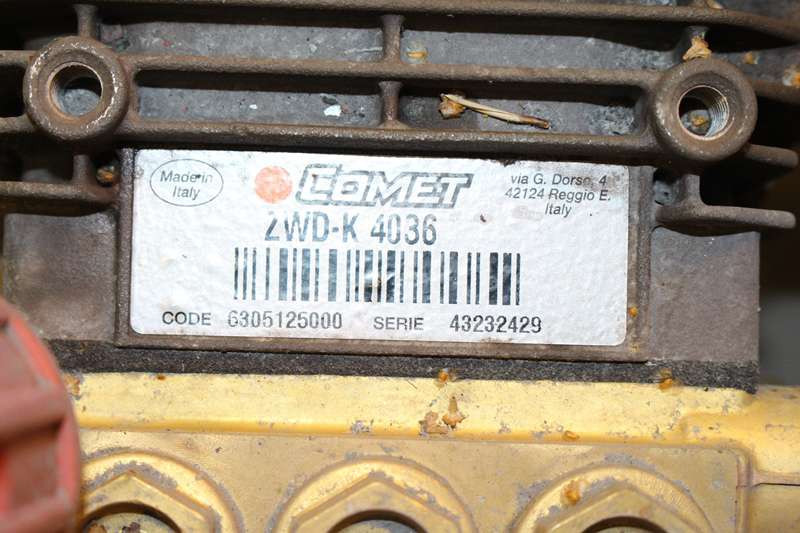 Made in
Italy
COMET
via G. Dorso, 4
42124 Reggio E.
Italy
ZWD-K 4036
CODE 6305125000 SERIE 43232429